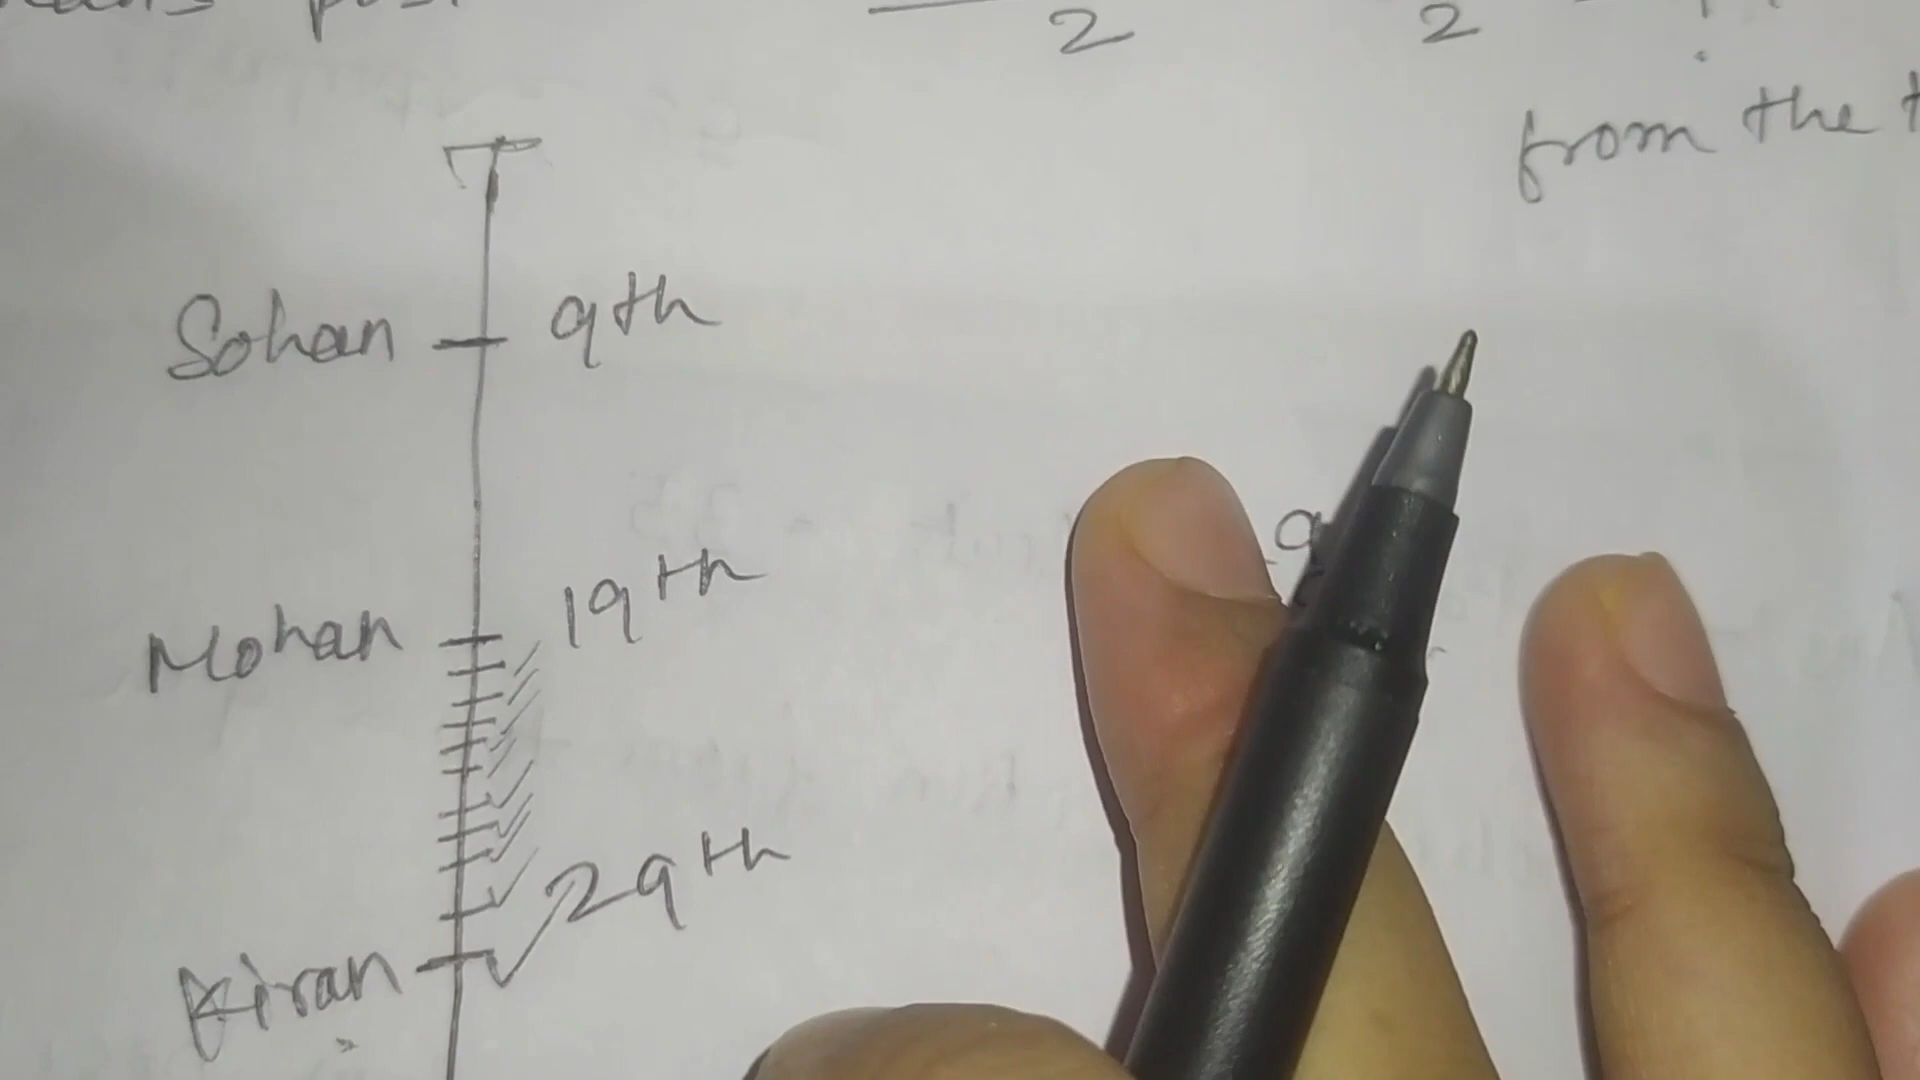 2 2
from the
Sohan 9th
Mohan 19th
Kiran 29th